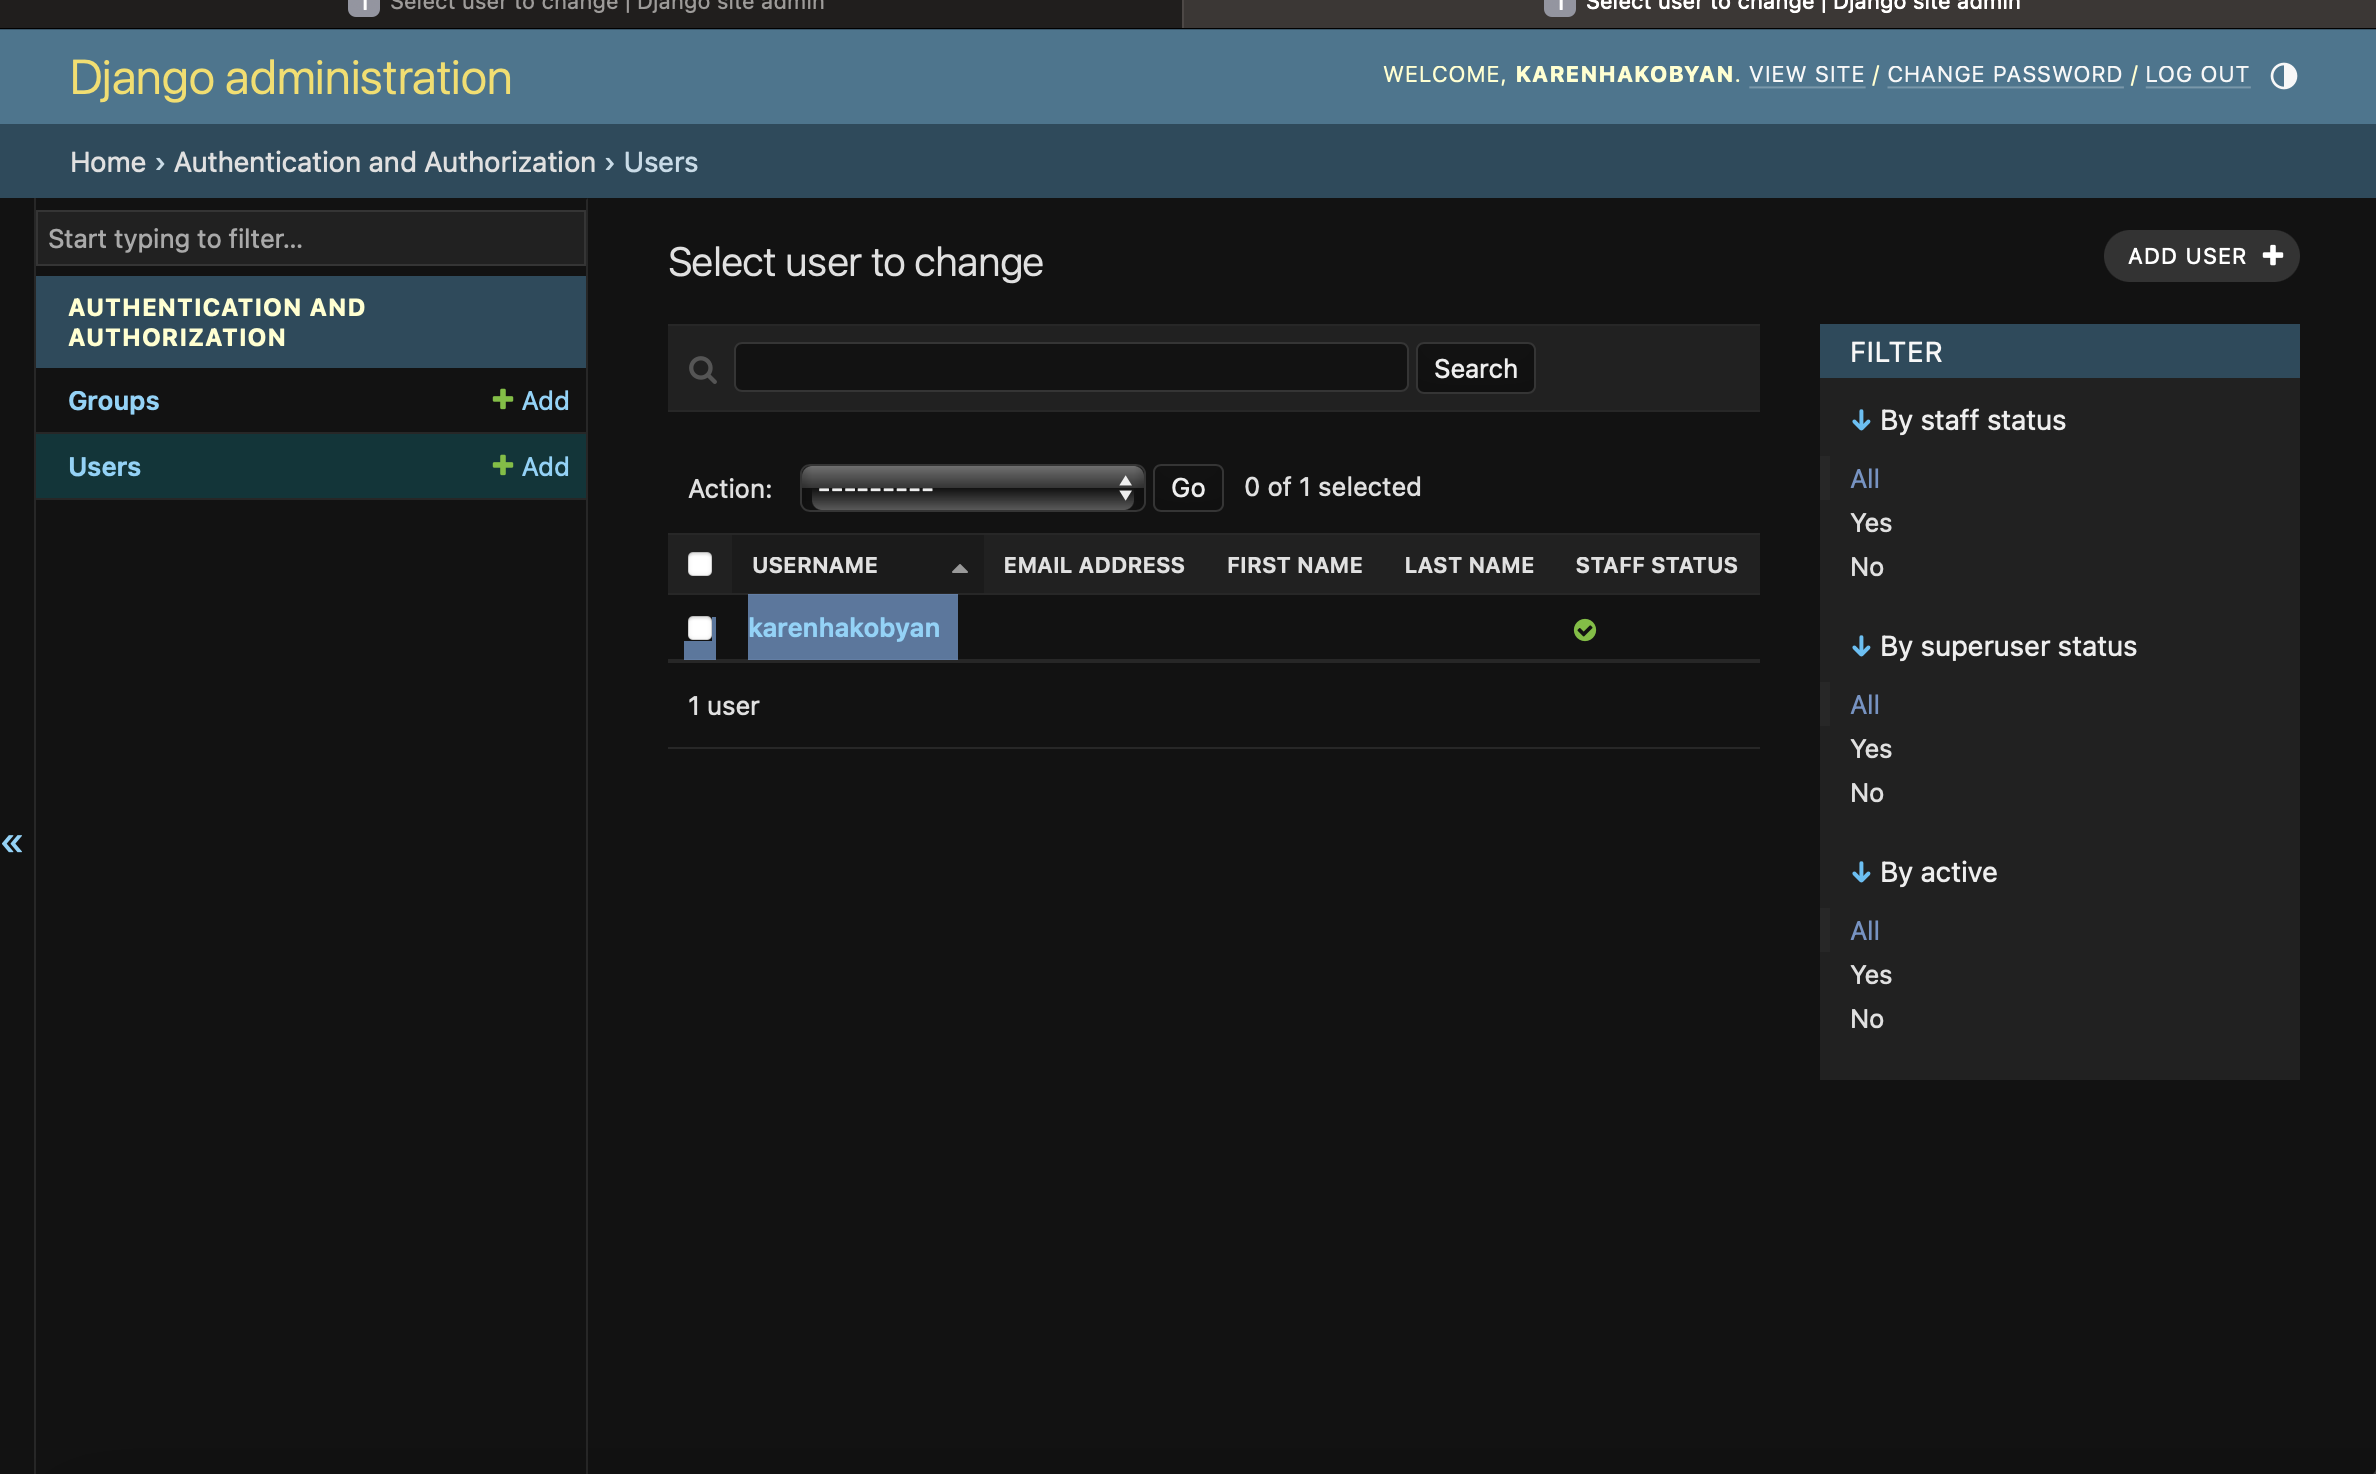 Select user to change | Django site admin
Select user to change | Django site admin
Django administration
WELCOME, KARENHAKOBYAN. VIEW SITE / CHANGE PASSWORD / LOG OUT
Home › Authentication and Authorization › Users
Start typing to filter...
AUTHENTICATION AND
AUTHORIZATION
Groups + Add
Users + Add
«
Select user to change
ADD USER +
Search
Action: --------- Go 0 of 1 selected
USERNAME EMAIL ADDRESS FIRST NAME LAST NAME STAFF STATUS
karenhakobyan
1 user
FILTER
↓ By staff status
All
Yes
No
↓ By superuser status
All
Yes
No
↓ By active
All
Yes
No